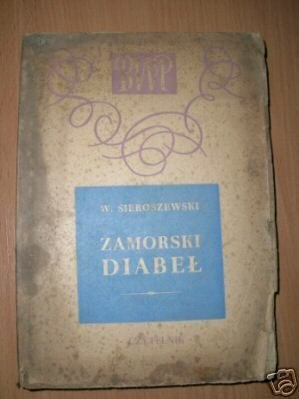 W. SIEROSZEWSKI
ZAMORSKI
DIABEŁ
CZYTELNIK